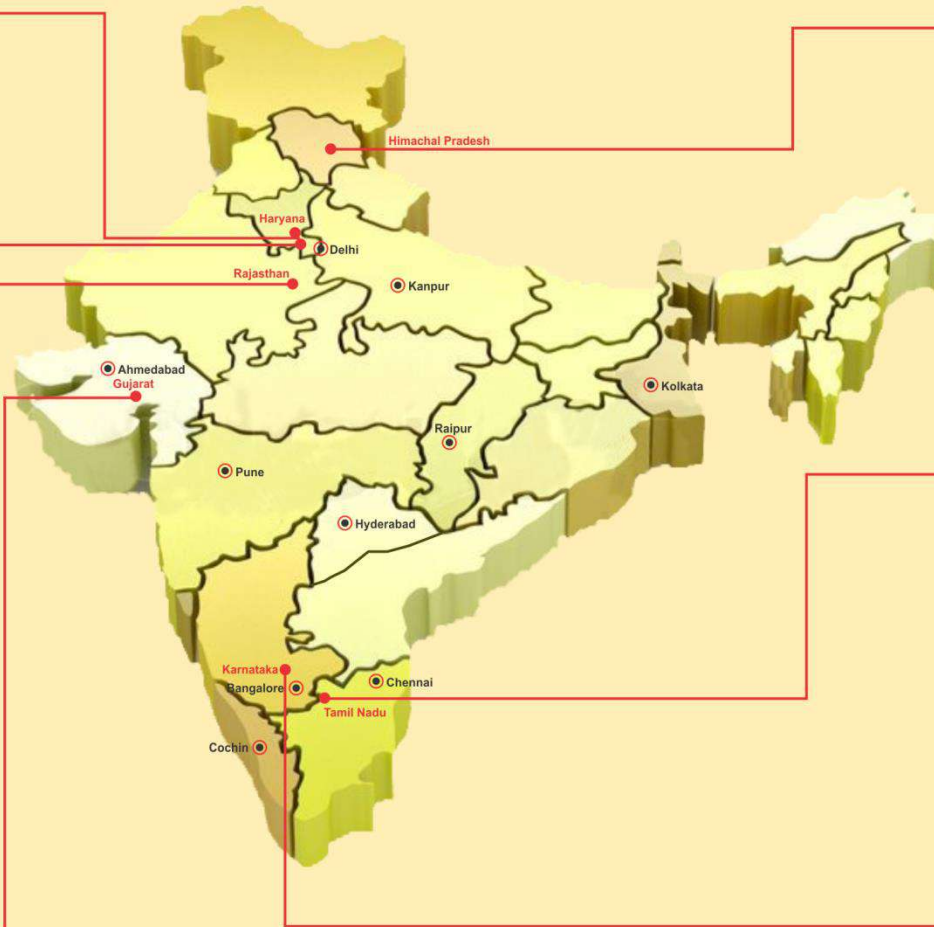 Himachal Pradesh
Haryana
Delhi
Rajasthan
Kanpur
Ahmedabad
Gujarat
Kolkata
Raipur
Pune
Hyderabad
Karnataka
Bangalore
Chennai
Tamil Nadu
Cochin